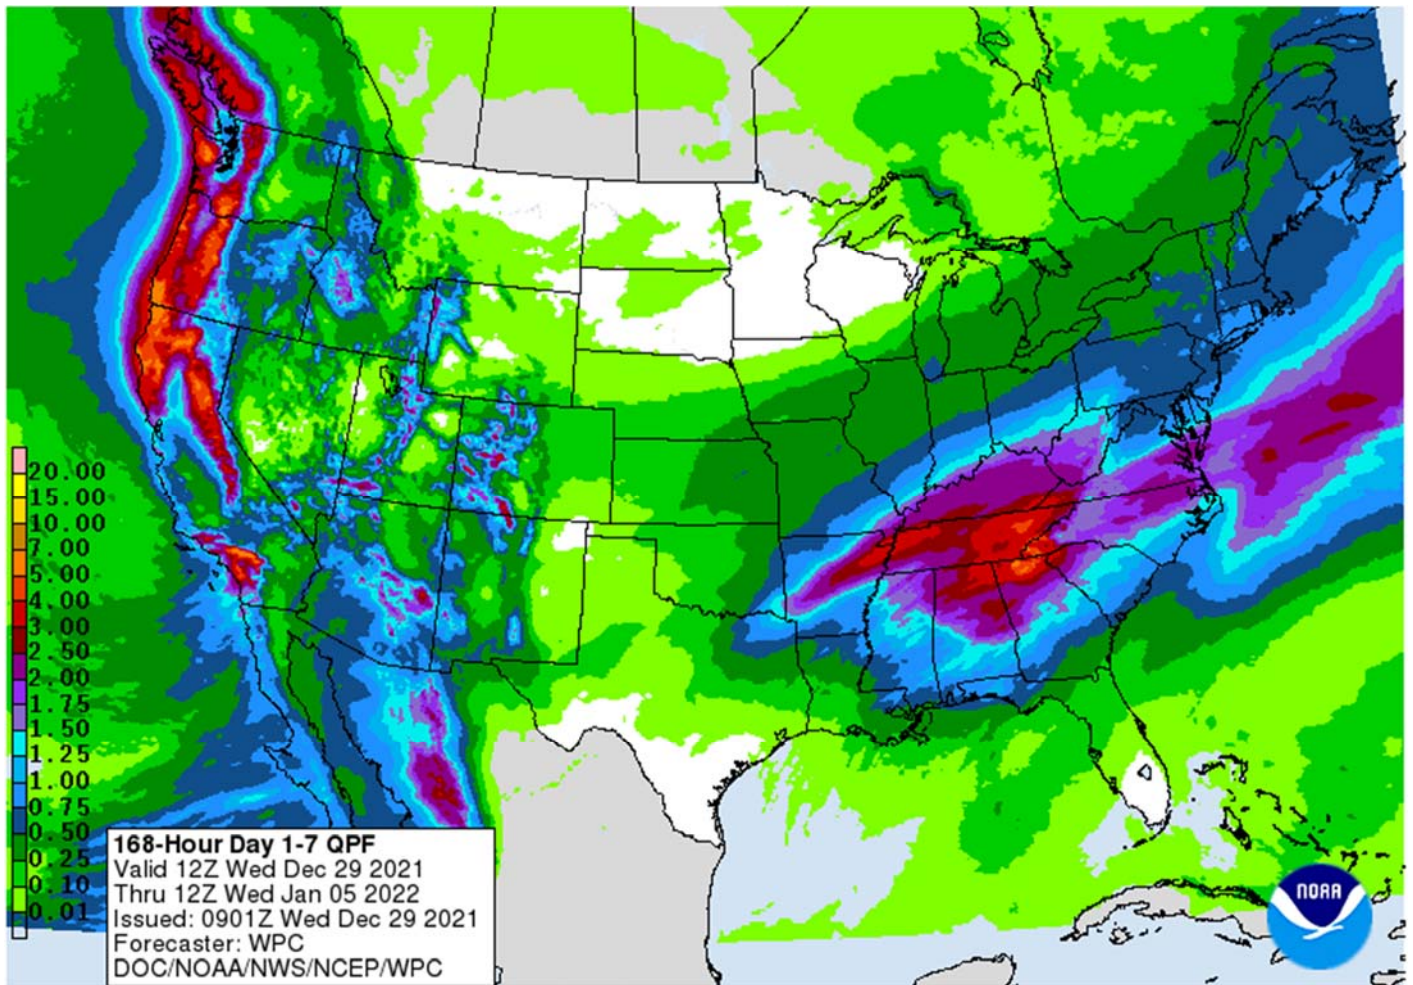 20.00
15.00
10.00
7.00
5.00
4.00
3.00
2.50
2.00
1.75
1.50
1.25
1.00
0.75
0.50
0.25
0.10
0.01
168-Hour Day 1-7 QPF
Valid 12Z Wed Dec 29 2021
Thru 12Z Wed Jan 05 2022
Issued: 0901Z Wed Dec 29 2021
Forecaster: WPC
DOC/NOAA/NWS/NCEP/WPC
NOAA